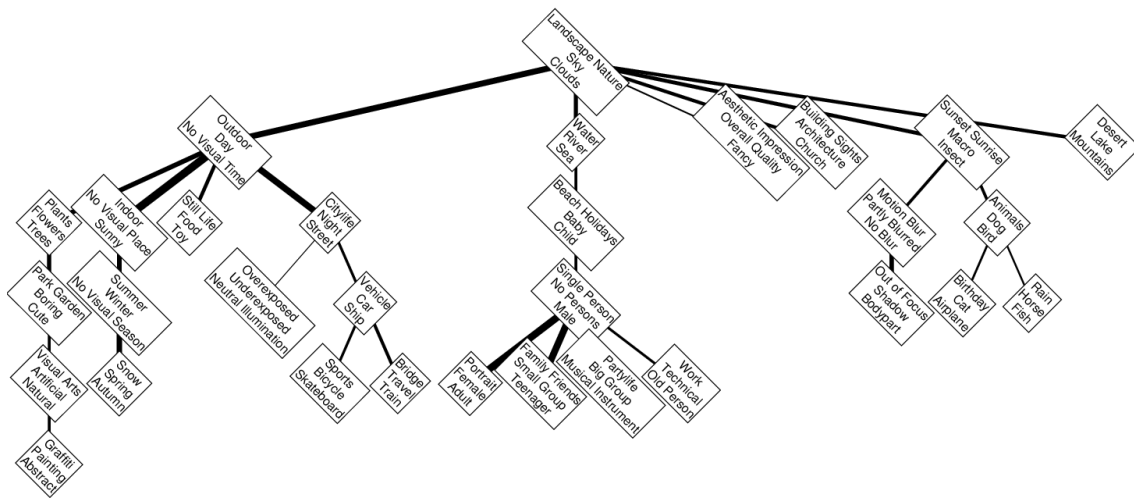 Landscape Nature
Sky
Clouds
Outdoor
Day
No Visual Time
Water
River
Sea
Aesthetic Impression
Overall Quality
Fancy
Building Sights
Architecture
Church
Sunset Sunrise
Macro
Insect
Desert
Lake
Mountains
Plants
Flowers
Trees
Indoor
No Visual Place
Sunny
Still Life
Food
Toy
Citylife
Night
Street
Beach Holidays
Baby
Child
Motion Blur
Partly Blurred
No Blur
Animals
Dog
Bird
Park Garden
Boring
Cute
Summer
Winter
No Visual Season
Overexposed
Underexposed
Neutral Illumination
Vehicle
Car
Ship
Single Person
No Persons
Male
Out of Focus
Shadow
Bodypart
Birthday
Cat
Airplane
Rain
Horse
Fish
Visual Arts
Artificial
Natural
Snow
Spring
Autumn
Sports
Bicycle
Skateboard
Bridge
Travel
Train
Portrait
Female
Adult
Family Friends
Small Group
Teenager
Partylife
Big Group
Musical Instrument
Work
Technical
Old Person
Graffiti
Painting
Abstract